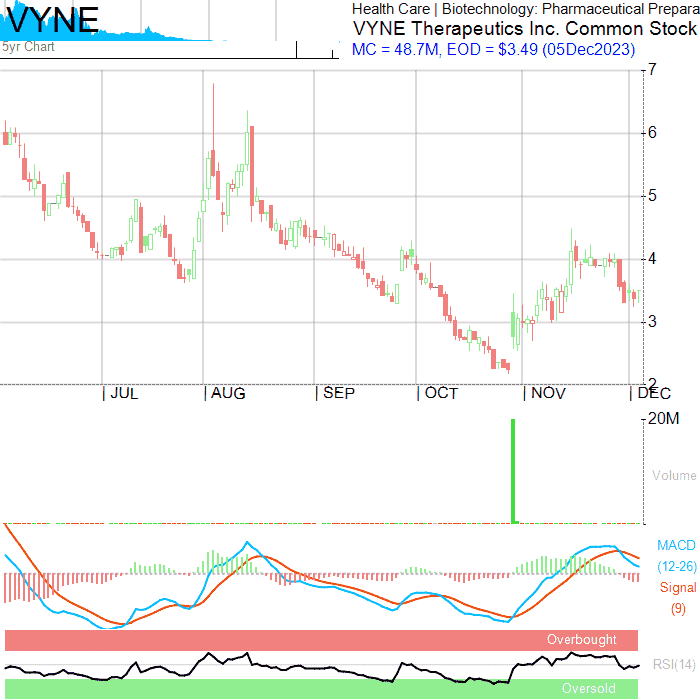 VYNE
5yr Chart
Health Care | Biotechnology: Pharmaceutical Prepara
VYNE Therapeutics Inc. Common Stock
MC = 48.7M, EOD = $3.49 (05Dec2023)
7
6
5
4
3
2
| JUL | AUG | SEP | OCT | NOV | DEC
20M
Volume
MACD
(12-26)
Signal
(9)
Overbought
RSI(14)
Oversold